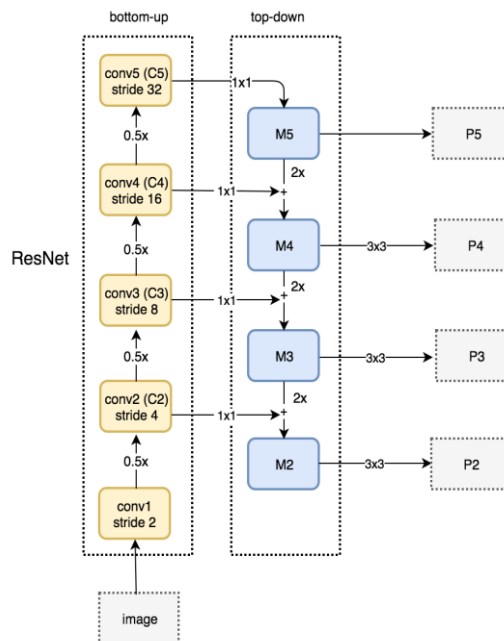 bottom-up
top-down
conv5 (C5)
stride 32
1x1
M5
P5
0.5x
2x
conv4 (C4)
stride 16
1x1
+
M4
3x3
P4
ResNet
0.5x
2x
conv3 (C3)
stride 8
1x1
+
M3
3x3
P3
0.5x
2x
conv2 (C2)
stride 4
1x1
+
M2
3x3
P2
0.5x
conv1
stride 2
image